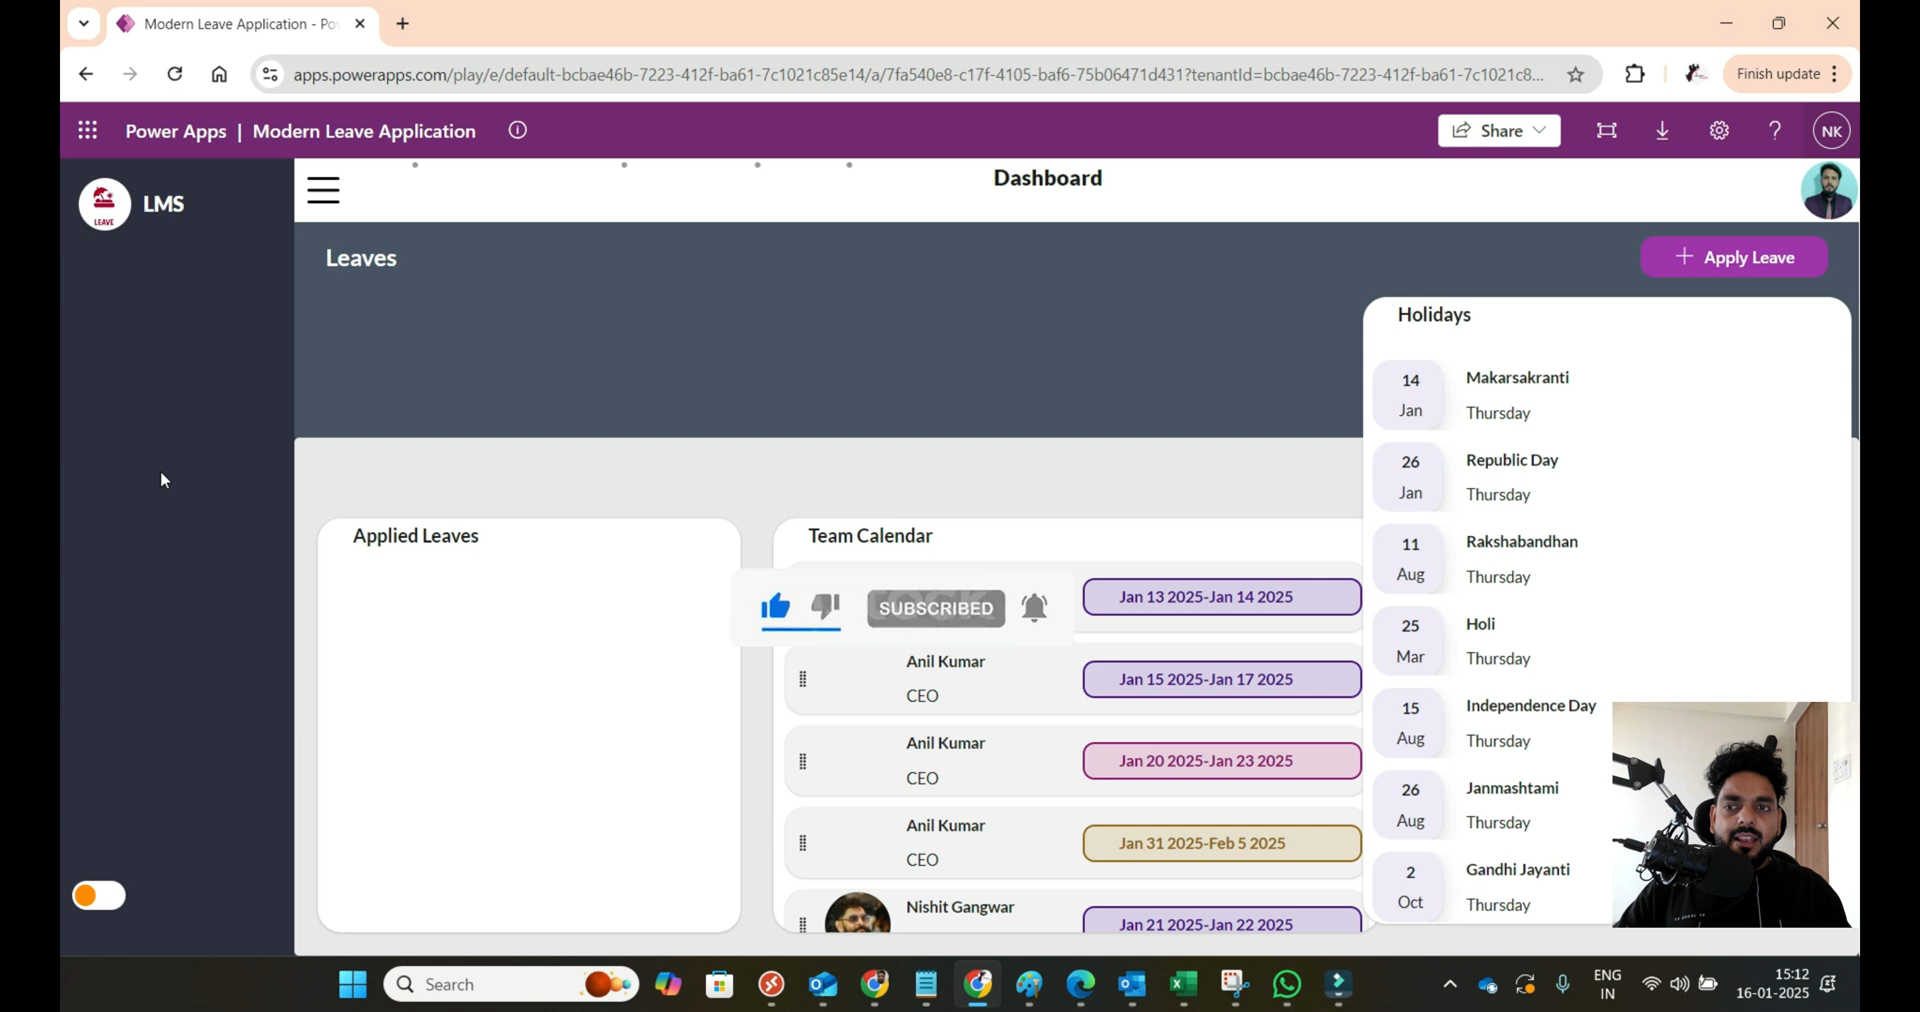 Modern Leave Application - Po
apps.powerapps.com/play/e/default-bcbae46b-7223-412f-ba61-7c1021c85e14/a/7fa540e8-c17f-4105-baf6-75b06471d431?tenantId=bcbae46b-7223-412f-ba61-7c1021c8...
Finish update
Power Apps | Modern Leave Application
Share
NK
LEAVE
LMS
Dashboard
Leaves
Apply Leave
Holidays
14
Jan
Makarsakranti
Thursday
26
Jan
Republic Day
Thursday
11
Aug
Rakshabandhan
Thursday
25
Mar
Holi
Thursday
15
Aug
Independence Day
Thursday
26
Aug
Janmashtami
Thursday
2
Oct
Gandhi Jayanti
Thursday
Applied Leaves
Team Calendar
SUBSCRIBED
Jan 13 2025-Jan 14 2025
Anil Kumar
CEO
Jan 15 2025-Jan 17 2025
Anil Kumar
CEO
Jan 20 2025-Jan 23 2025
Anil Kumar
CEO
Jan 31 2025-Feb 5 2025
Nishit Gangwar
Jan 21 2025-Jan 22 2025
Search
ENG
IN
15:12
16-01-2025